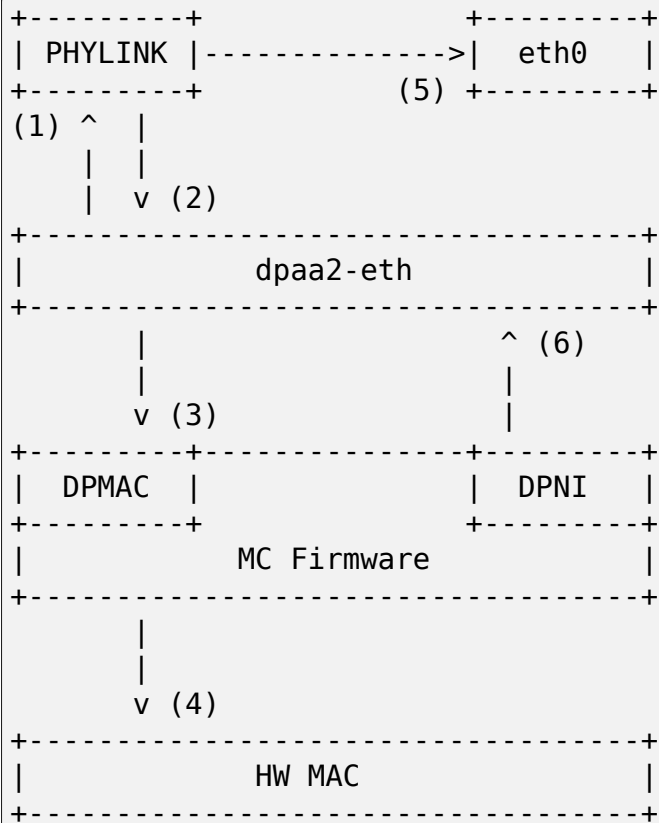 +---------+               +---------+
| PHYLINK |-------------->|  eth0   |
+---------+           (5) +---------+
(1) ^  |
    |  |
    |  v (2)
+-----------------------------------+
|             dpaa2-eth             |
+-----------------------------------+
       |                    ^ (6)
       |                    |
       v (3)                |
+---------+---------------+---------+
|  DPMAC  |               |  DPNI   |
+---------+               +---------+
|            MC Firmware            |
+-----------------------------------+
       |
       |
       v (4)
+-----------------------------------+
|             HW MAC                |
+-----------------------------------+